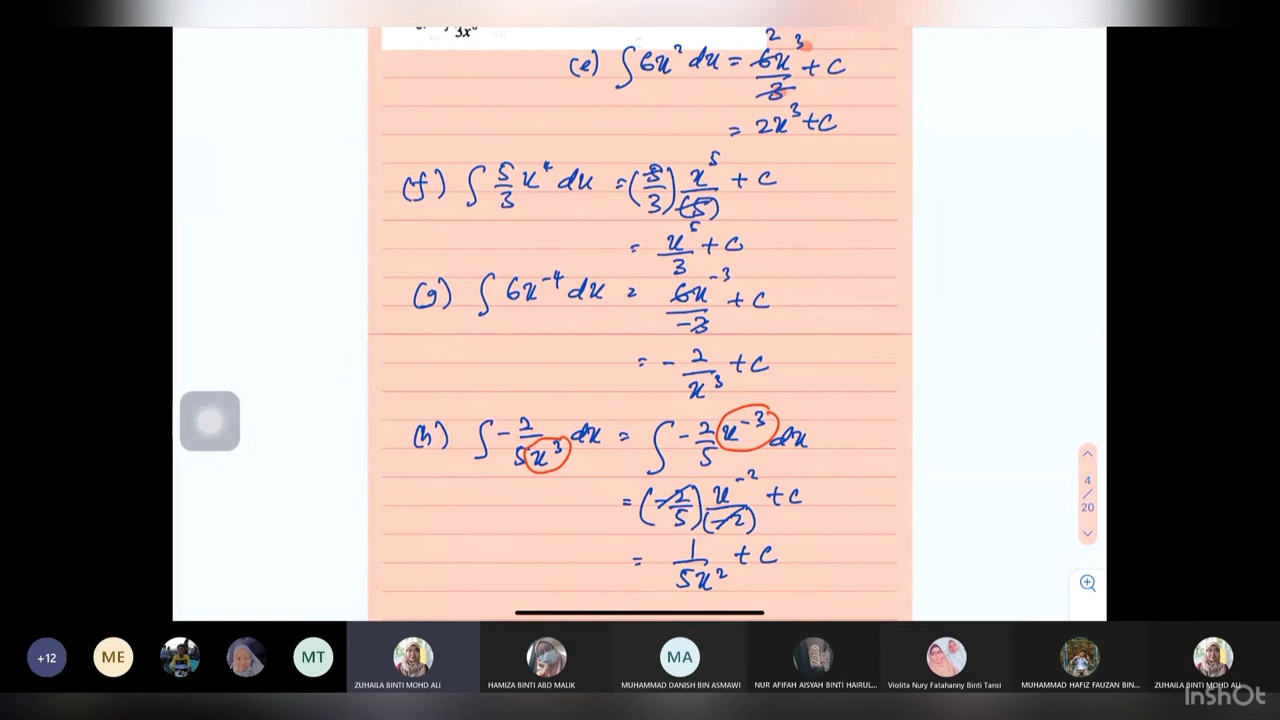 3x⁶
(e) ∫ 6x² dx = 6x³/3 + c
2
= 2x³ + c
(f) ∫ 5/3 x⁴ dx = (5/3) x⁵/(5) + c
= x⁵/3 + c
(g) ∫ 6x⁻⁴ dx = 6x⁻³/-3 + c
= - 2/x³ + c
(h) ∫ - 2/5x³ dx = ∫ - 2/5 x⁻³ dx
= (-2/5) x⁻²/(-2) + c
= 1/5x² + c
4
/
20
+12
ME
MT
MA
ZUHAILA BINTI MOHD ALI
HAMIZA BINTI ABD MALIK
MUHAMMAD DANISH BIN ASMAWI
NUR AFIFAH AISYAH BINTI HAIRUL...
Violita Nury Fatahanny Binti Tansi
MUHAMMAD HAFIZ FAUZAN BIN...
ZUHAILA BINTI MOHD ALI
InShOt